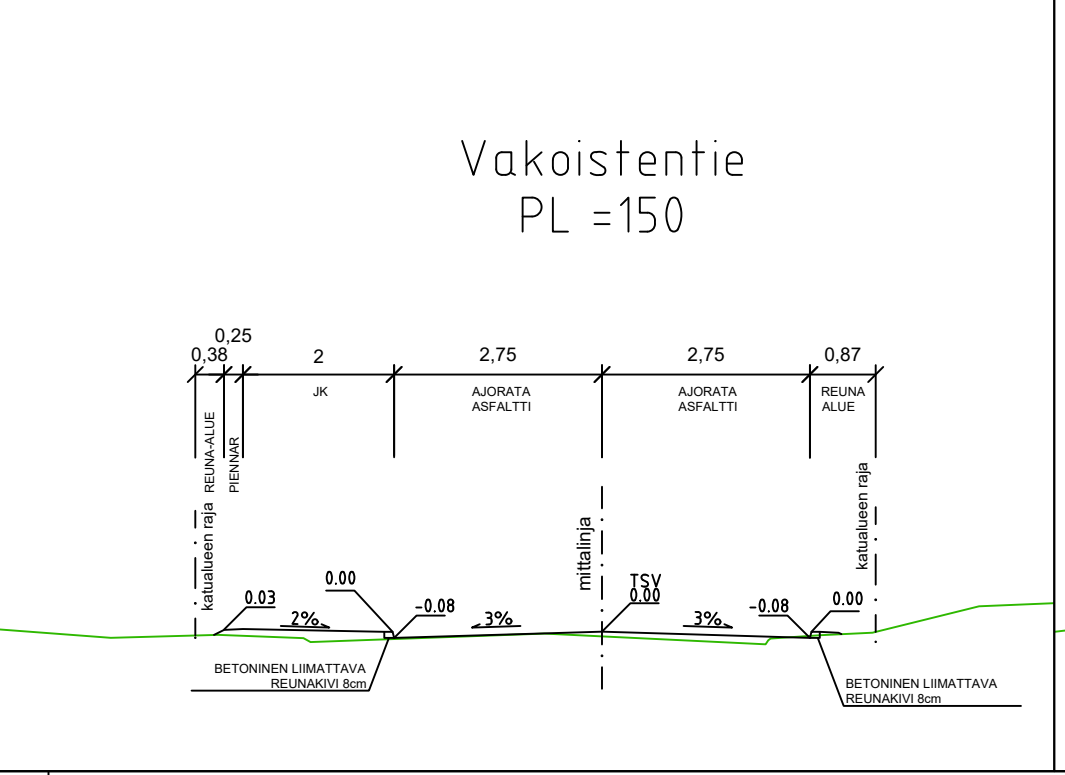 Vakoistentie
PL =150
0,25
0,38
2
2,75
2,75
0,87
JK
AJORATA
ASFALTTI
AJORATA
ASFALTTI
REUNA
ALUE
REUNA-ALUE
PIENNAR
katualueen raja
mittalinja
katualueen raja
0.03
2%
0.00
-0.08
3%
TSV
0.00
3%
-0.08
0.00
BETONINEN LIIMATTAVA
REUNAKIVI 8cm
BETONINEN LIIMATTAVA
REUNAKIVI 8cm